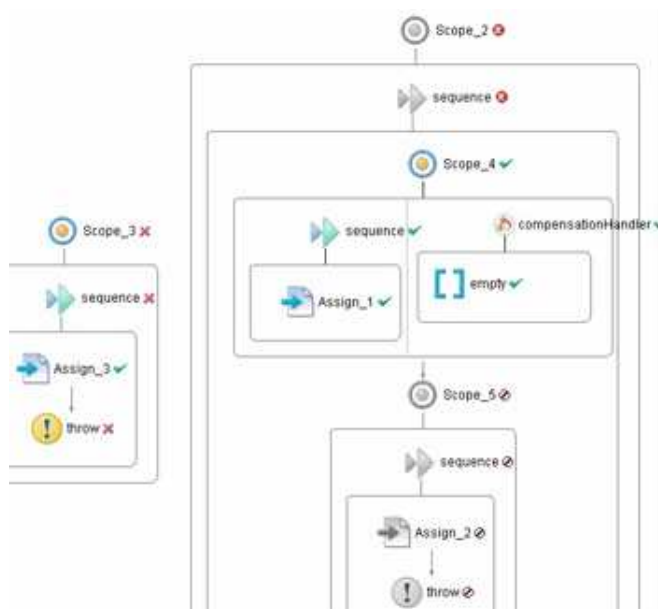 Scope_2
sequence
Scope_4
Scope_3
sequence
compensationHandler
sequence
empty
Assign_1
Assign_3
throw
Scope_5
sequence
Assign_2
throw